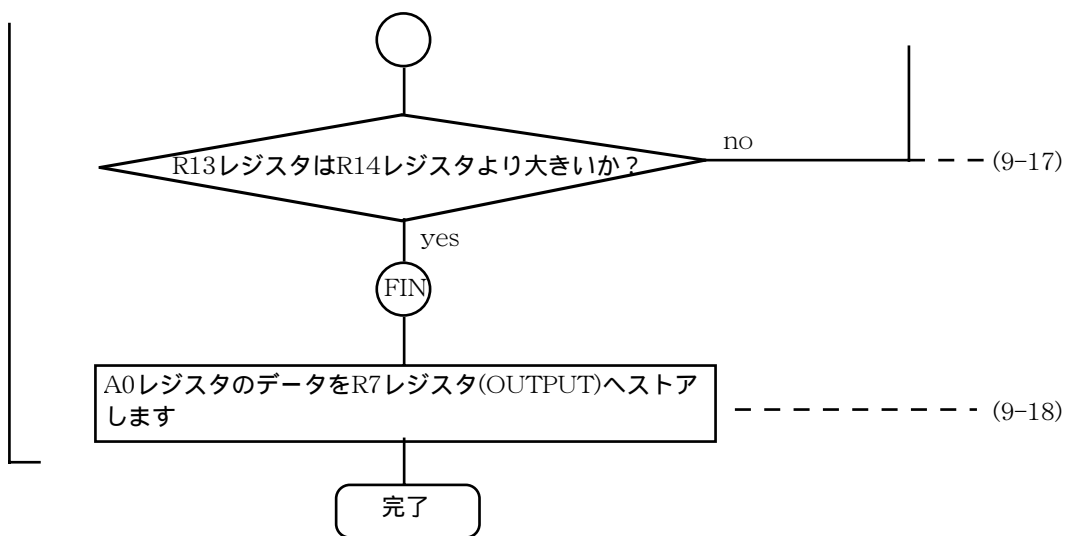 R13レジスタはR14レジスタより大きいか？
no
(9-17)
yes
FIN
A0レジスタのデータをR7レジスタ(OUTPUT)へストア
します
(9-18)
完了